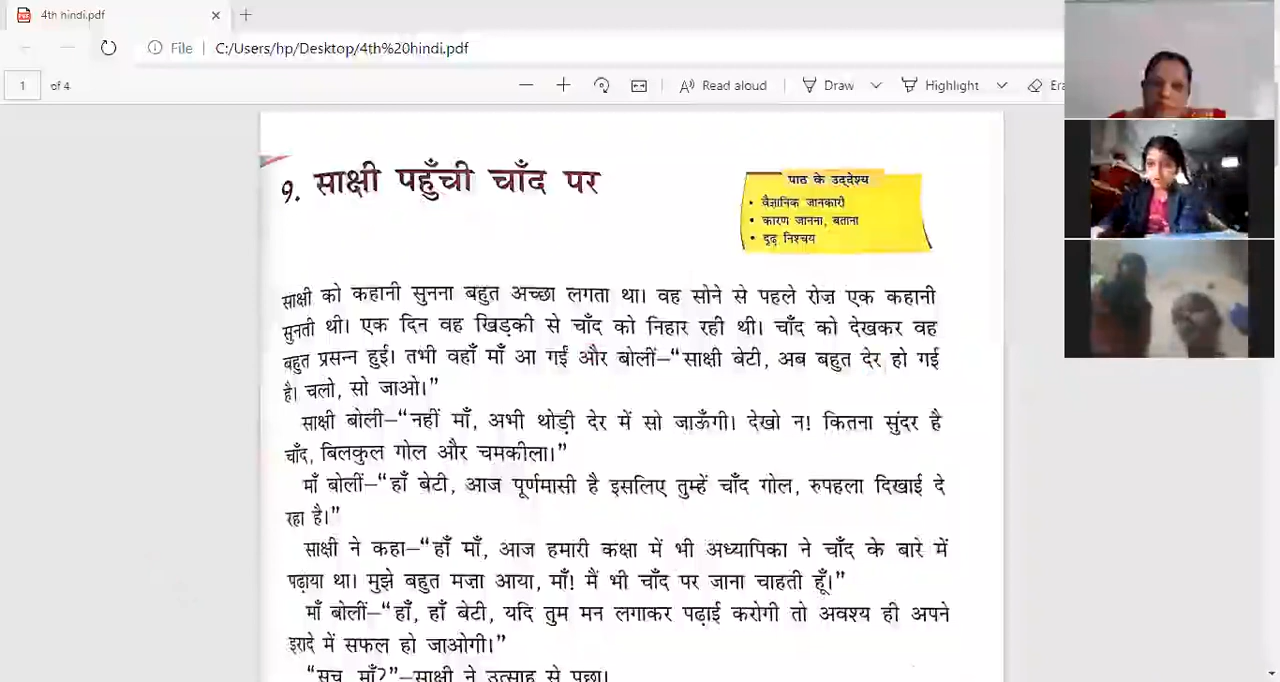 4th hindi.pdf
File C:/Users/hp/Desktop/4th%20hindi.pdf
1 of 4 Read aloud Draw Highlight Era
9. साक्षी पहुँची चाँद पर
पाठ के उद्देश्य
• वैज्ञानिक जानकारी
• कारण जानना, बताना
• दृढ़ निश्चय
साक्षी को कहानी सुनना बहुत अच्छा लगता था। वह सोने से पहले रोज़ एक कहानी
सुनती थी। एक दिन वह खिड़की से चाँद को निहार रही थी। चाँद को देखकर वह
बहुत प्रसन्न हुई। तभी वहाँ माँ आ गईं और बोलीं–“साक्षी बेटी, अब बहुत देर हो गई
है। चलो, सो जाओ।”
साक्षी बोली–“नहीं माँ, अभी थोड़ी देर में सो जाऊँगी। देखो न! कितना सुंदर है
चाँद, बिलकुल गोल और चमकीला।”
माँ बोलीं–“हाँ बेटी, आज पूर्णमासी है इसलिए तुम्हें चाँद गोल, रुपहला दिखाई दे
रहा है।”
साक्षी ने कहा–“हाँ माँ, आज हमारी कक्षा में भी अध्यापिका ने चाँद के बारे में
पढ़ाया था। मुझे बहुत मज़ा आया, माँ! मैं भी चाँद पर जाना चाहती हूँ।”
माँ बोलीं–“हाँ, हाँ बेटी, यदि तुम मन लगाकर पढ़ाई करोगी तो अवश्य ही अपने
इरादे में सफल हो जाओगी।”
“सच, माँ?”–साक्षी ने उत्साह से पूछा।